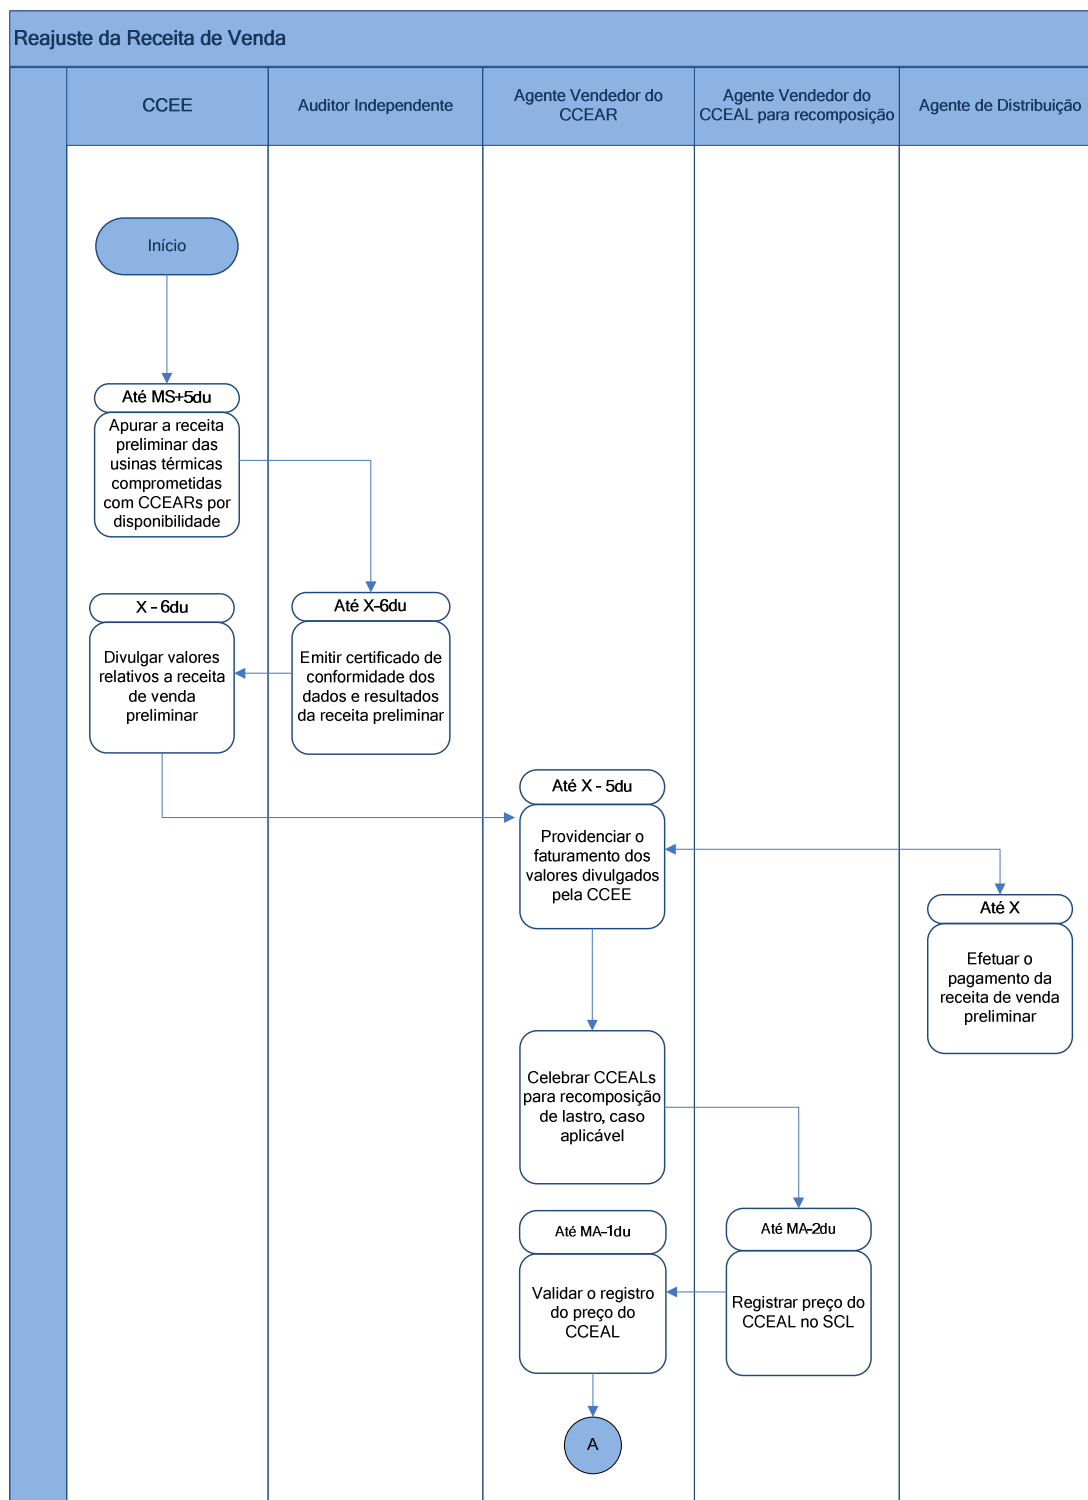 Reajuste da Receita de Venda
CCEE
Auditor Independente
Agente Vendedor do
CCEAR
Agente Vendedor do
CCEAL para recomposição
Agente de Distribuição
Início
Até MS+5du
Apurar a receita
preliminar das
usinas térmicas
comprometidas
com CCEARs por
disponibilidade
X - 6du
Divulgar valores
relativos a receita
de venda
preliminar
Até X-6du
Emitir certificado de
conformidade dos
dados e resultados
da receita preliminar
Até X - 5du
Providenciar o
faturamento dos
valores divulgados
pela CCEE
Até X
Efetuar o
pagamento da
receita de venda
preliminar
Celebrar CCEALs
para recomposição
de lastro, caso
aplicável
Até MA-2du
Registrar preço do
CCEAL no SCL
Até MA-1du
Validar o registro
do preço do
CCEAL
A